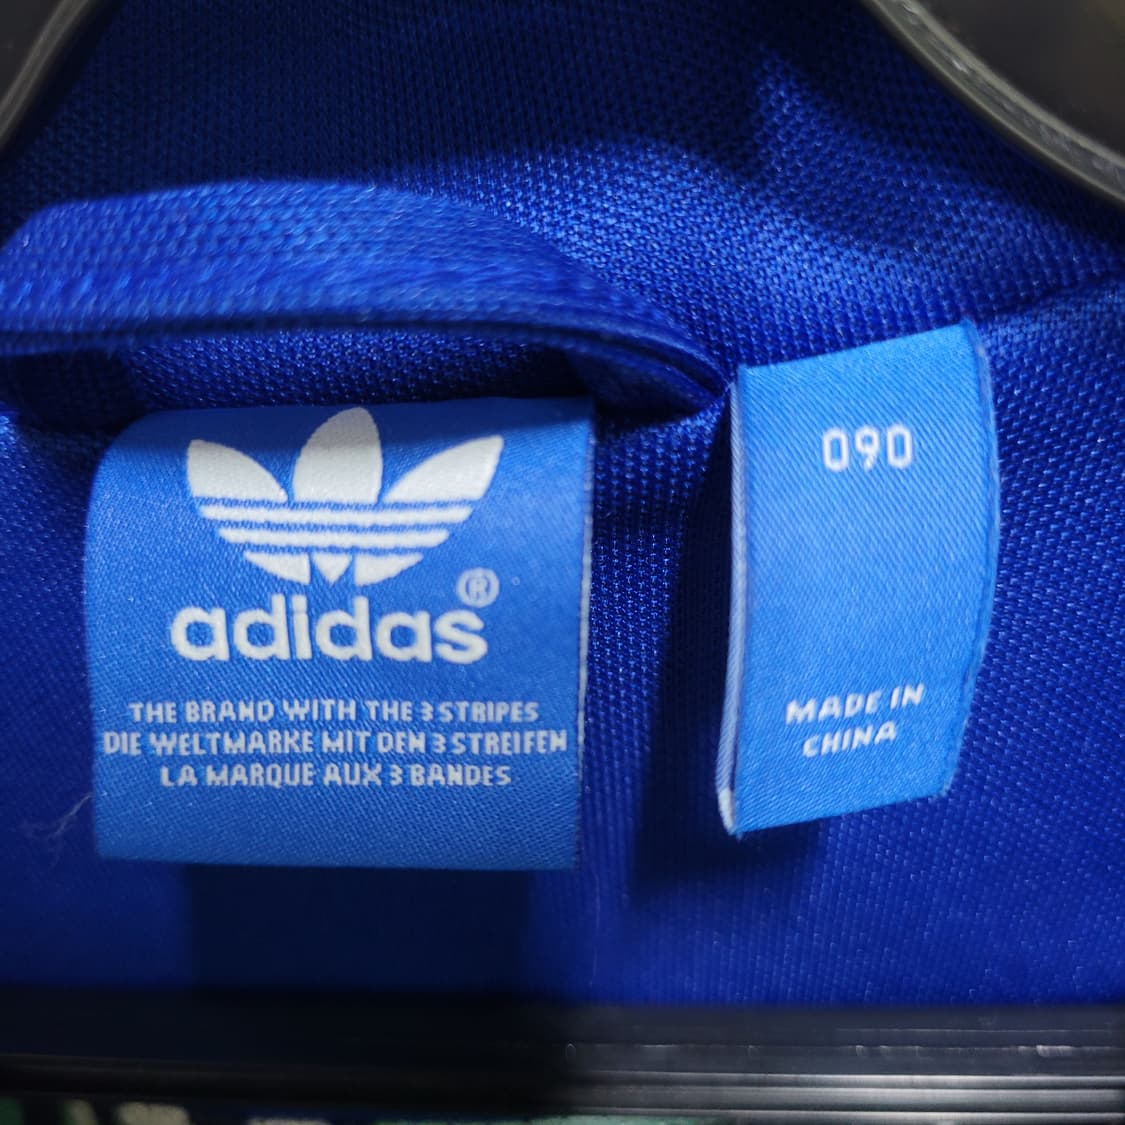 adidas®
THE BRAND WITH THE 3 STRIPES
DIE WELTMARKE MIT DEN 3 STREIFEN
LA MARQUE AUX 3 BANDES
090
MADE IN
CHINA